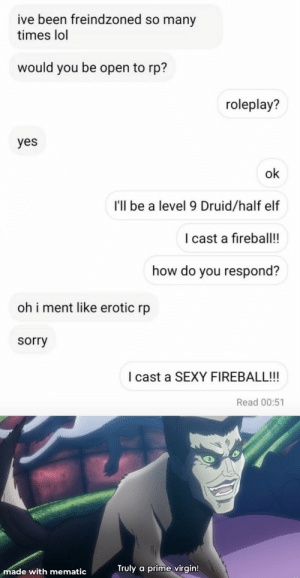 ive been freindzoned so many
times lol
would you be open to rp?
roleplay?
yes
ok
I'll be a level 9 Druid/half elf
I cast a fireball!!
how do you respond?
oh i ment like erotic rp
sorry
I cast a SEXY FIREBALL!!!
Read 00:51
Truly a prime virgin!
made with mematic